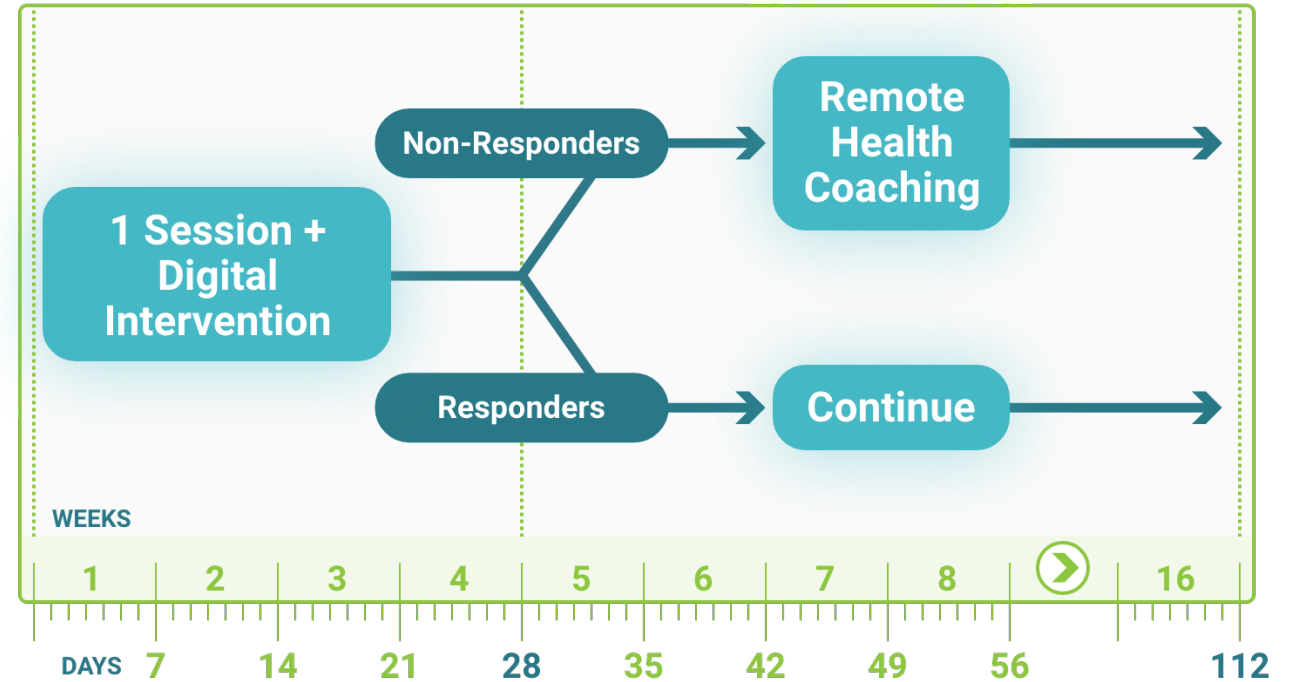 Non-Responders
Remote
Health
Coaching
1 Session +
Digital
Intervention
Responders
Continue
WEEKS
1 2 3 4 5 6 7 8 16
DAYS 7 14 21 28 35 42 49 56 112